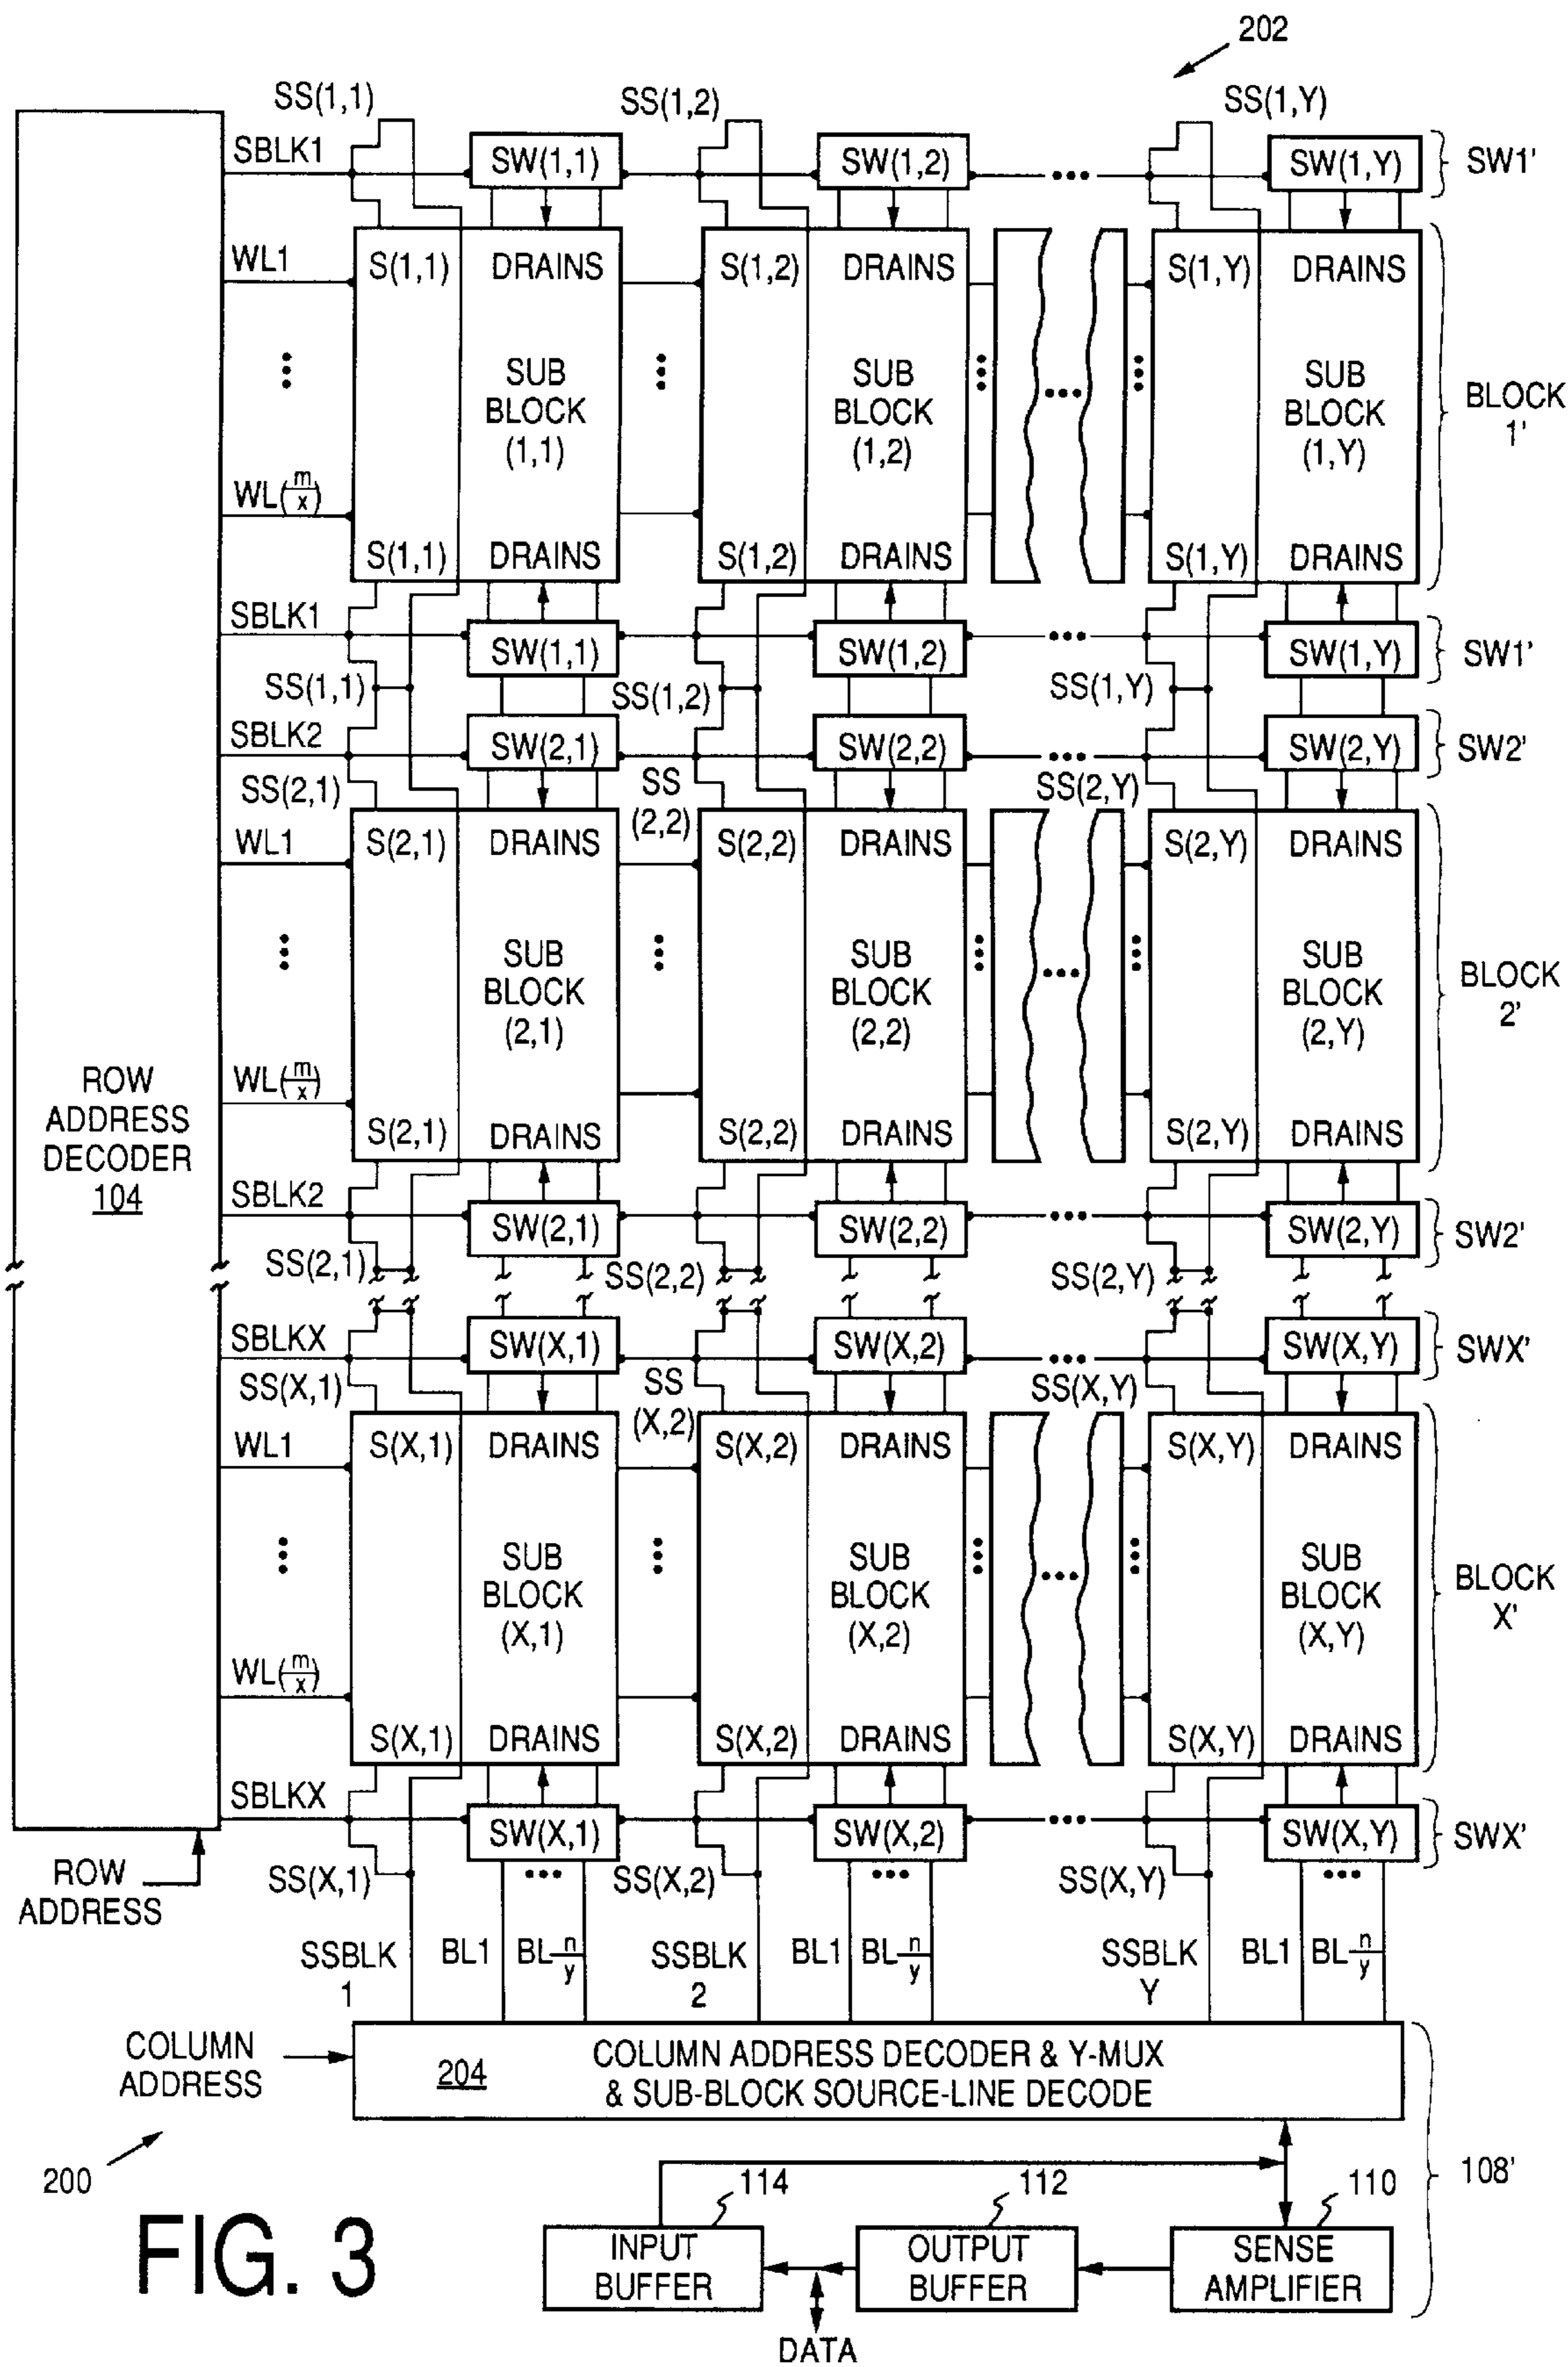 202
SS(1,1) SS(1,2) SS(1,Y)
SBLK1 SW(1,1) SW(1,2) ••• SW(1,Y) SW1'
WL1 S(1,1) DRAINS S(1,2) DRAINS S(1,Y) DRAINS
SUB BLOCK (1,1) SUB BLOCK (1,2) ••• SUB BLOCK (1,Y) BLOCK 1'
WL(m/x)
S(1,1) DRAINS S(1,2) DRAINS S(1,Y) DRAINS
SBLK1 SW(1,1) SW(1,2) ••• SW(1,Y) SW1'
SS(1,1) SS(1,2) SS(1,Y)
SBLK2 SW(2,1) SW(2,2) ••• SW(2,Y) SW2'
SS(2,1) SS (2,2) SS(2,Y)
WL1 S(2,1) DRAINS S(2,2) DRAINS S(2,Y) DRAINS
SUB BLOCK (2,1) SUB BLOCK (2,2) ••• SUB BLOCK (2,Y) BLOCK 2'
ROW
ADDRESS
DECODER
104
WL(m/x)
S(2,1) DRAINS S(2,2) DRAINS S(2,Y) DRAINS
SBLK2 SW(2,1) SW(2,2) ••• SW(2,Y) SW2'
SS(2,1) SS(2,2) SS(2,Y)
SBLKX SW(X,1) SW(X,2) ••• SW(X,Y) SWX'
SS(X,1) SS (X,2) SS(X,Y)
WL1 S(X,1) DRAINS S(X,2) DRAINS S(X,Y) DRAINS
SUB BLOCK (X,1) SUB BLOCK (X,2) ••• SUB BLOCK (X,Y) BLOCK X'
WL(m/x)
S(X,1) DRAINS S(X,2) DRAINS S(X,Y) DRAINS
SBLKX SW(X,1) SW(X,2) ••• SW(X,Y) SWX'
SS(X,1) ••• SS(X,2) ••• SS(X,Y) •••
ROW
ADDRESS
SSBLK 1 BL1 BL n/y SSBLK 2 BL1 BL n/y SSBLK Y BL1 BL n/y
COLUMN
ADDRESS
204 COLUMN ADDRESS DECODER & Y-MUX
& SUB-BLOCK SOURCE-LINE DECODE
200
114 112 110 108'
INPUT BUFFER OUTPUT BUFFER SENSE AMPLIFIER
DATA
FIG. 3